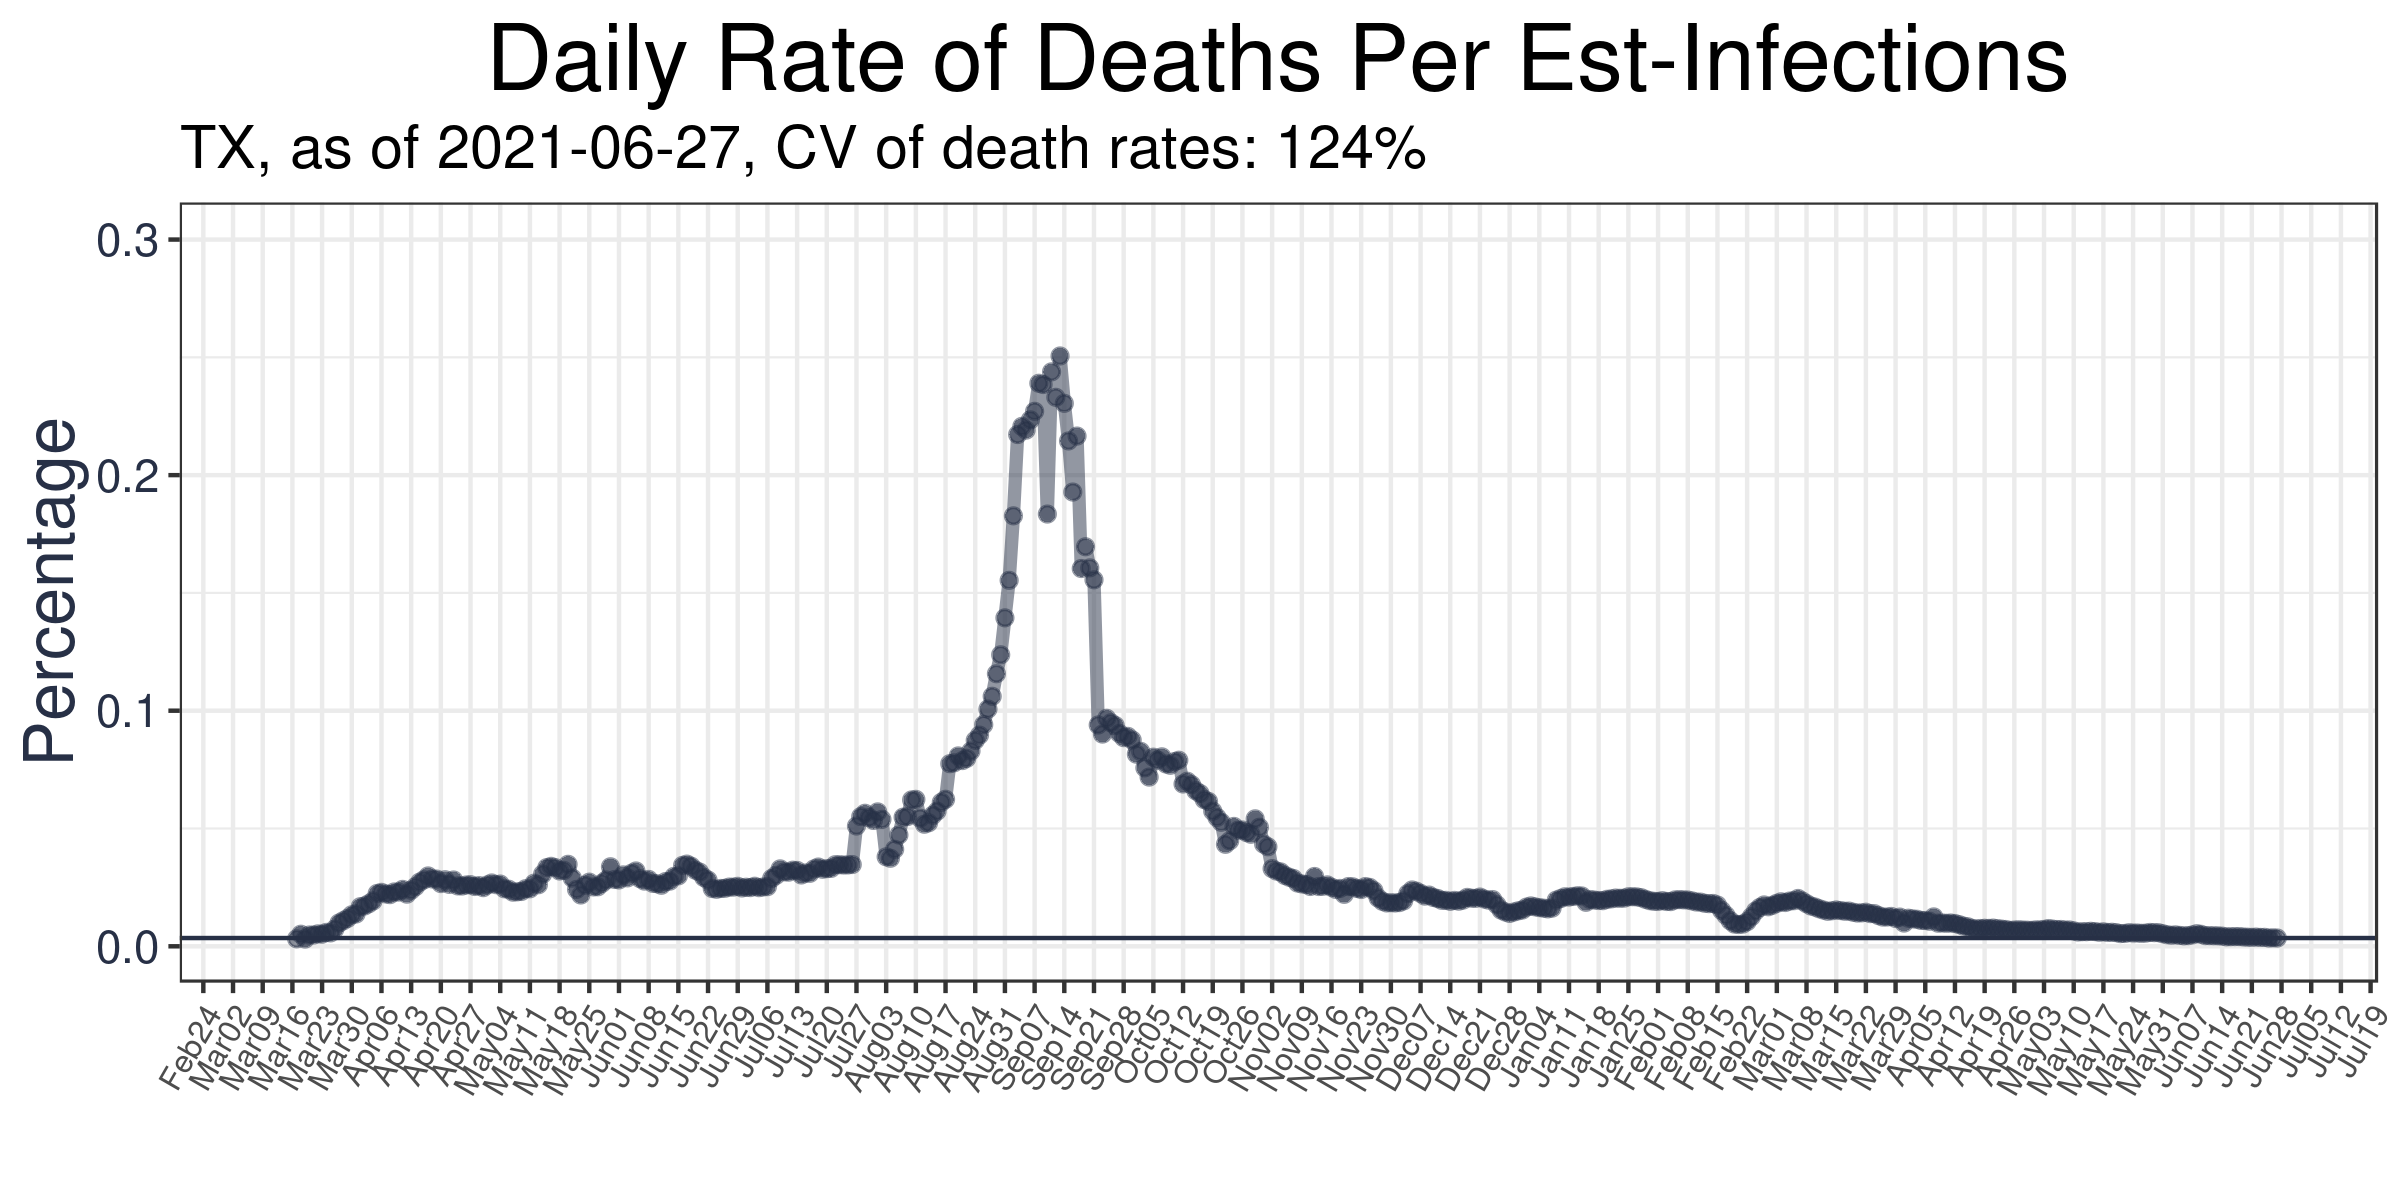 Daily Rate of Deaths Per Est-Infections
TX, as of 2021-06-27, CV of death rates: 124%
Percentage
0.3
0.2
0.1
0.0
Feb24
Mar02
Mar09
Mar16
Mar23
Mar30
Apr06
Apr13
Apr20
Apr27
May04
May11
May18
May25
Jun01
Jun08
Jun15
Jun22
Jun29
Jul06
Jul13
Jul20
Jul27
Aug03
Aug10
Aug17
Aug24
Aug31
Sep07
Sep14
Sep21
Sep28
Oct05
Oct12
Oct19
Oct26
Nov02
Nov09
Nov16
Nov23
Nov30
Dec07
Dec14
Dec21
Dec28
Jan04
Jan11
Jan18
Jan25
Feb01
Feb08
Feb15
Feb22
Mar01
Mar08
Mar15
Mar22
Mar29
Apr05
Apr12
Apr19
Apr26
May03
May10
May17
May24
May31
Jun07
Jun14
Jun21
Jun28
Jul05
Jul12
Jul19